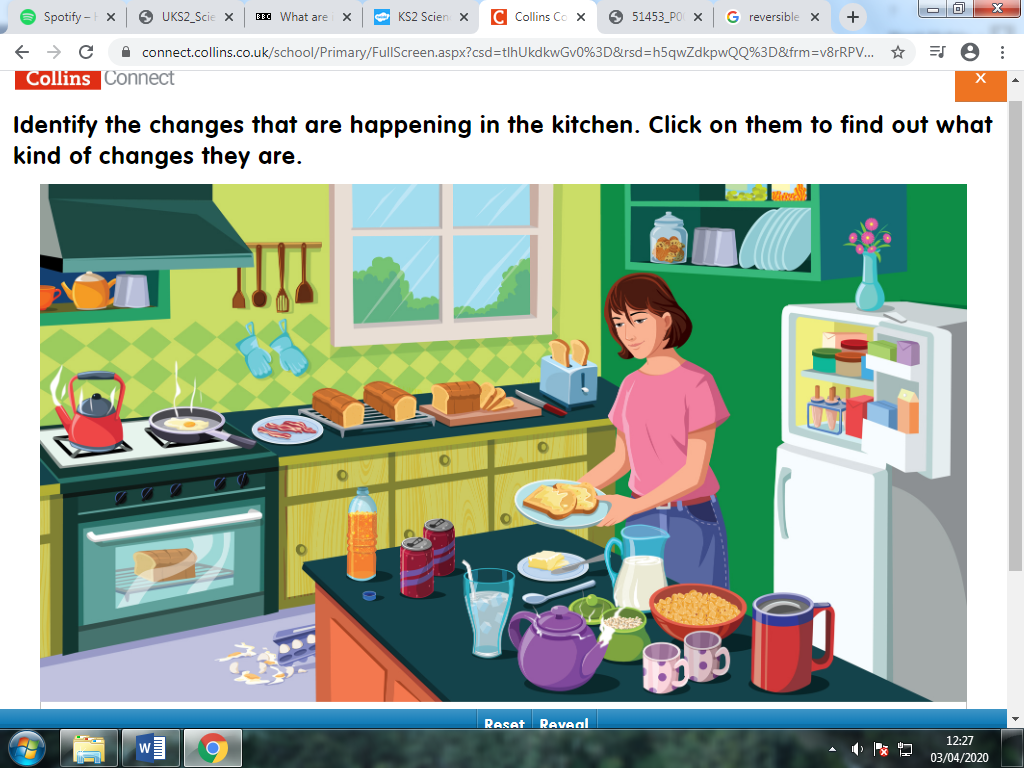 Spotify –
UKS2_Scie
BBC What are
KS2 Scien
Collins Co
51453_P0
reversible
connect.collins.co.uk/school/Primary/FullScreen.aspx?csd=tlhUkdkwGv0%3D&rsd=h5qwZdkpwQQ%3D&frm=v8rRPV...
Collins Connect
X
Identify the changes that are happening in the kitchen. Click on them to find out what
kind of changes they are.
Reset Reveal
12:27
03/04/2020